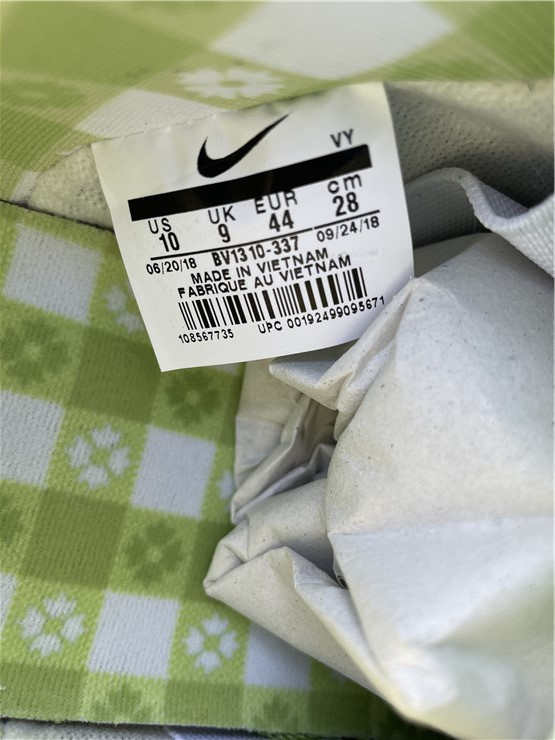 VY
US UK EUR cm
10 9 44 28
06/20/18 BV1310-337 09/24/18
MADE IN VIETNAM
FABRIQUE AU VIETNAM
108567735 UPC 00192499095671